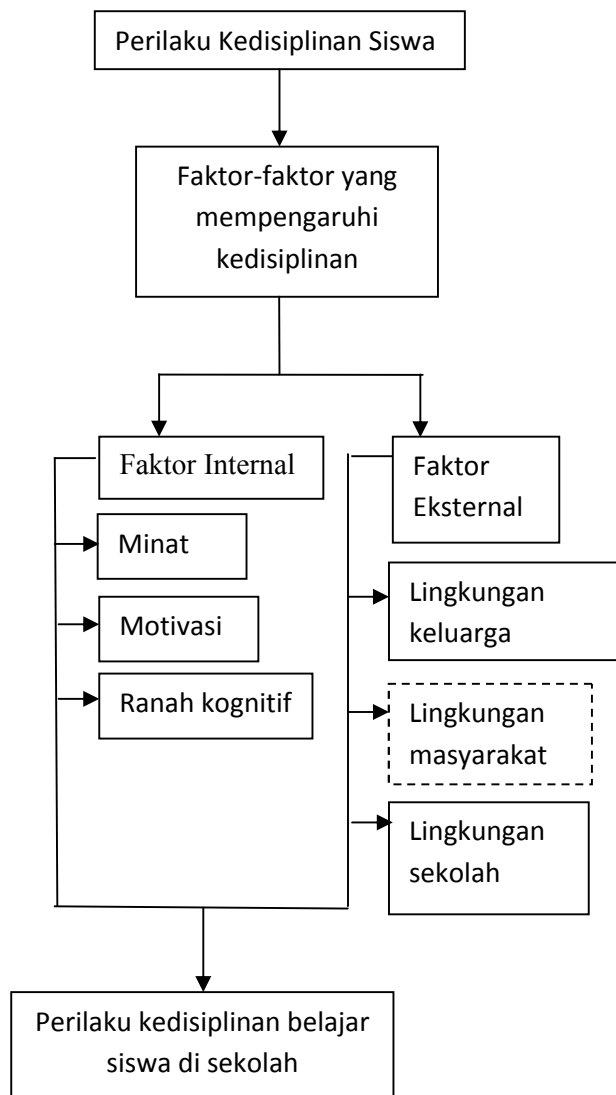 Perilaku Kedisiplinan Siswa
Faktor-faktor yang
mempengaruhi
kedisiplinan
Faktor Internal
Minat
Motivasi
Ranah kognitif
Faktor
Eksternal
Lingkungan
keluarga
Lingkungan
masyarakat
Lingkungan
sekolah
Perilaku kedisiplinan belajar
siswa di sekolah